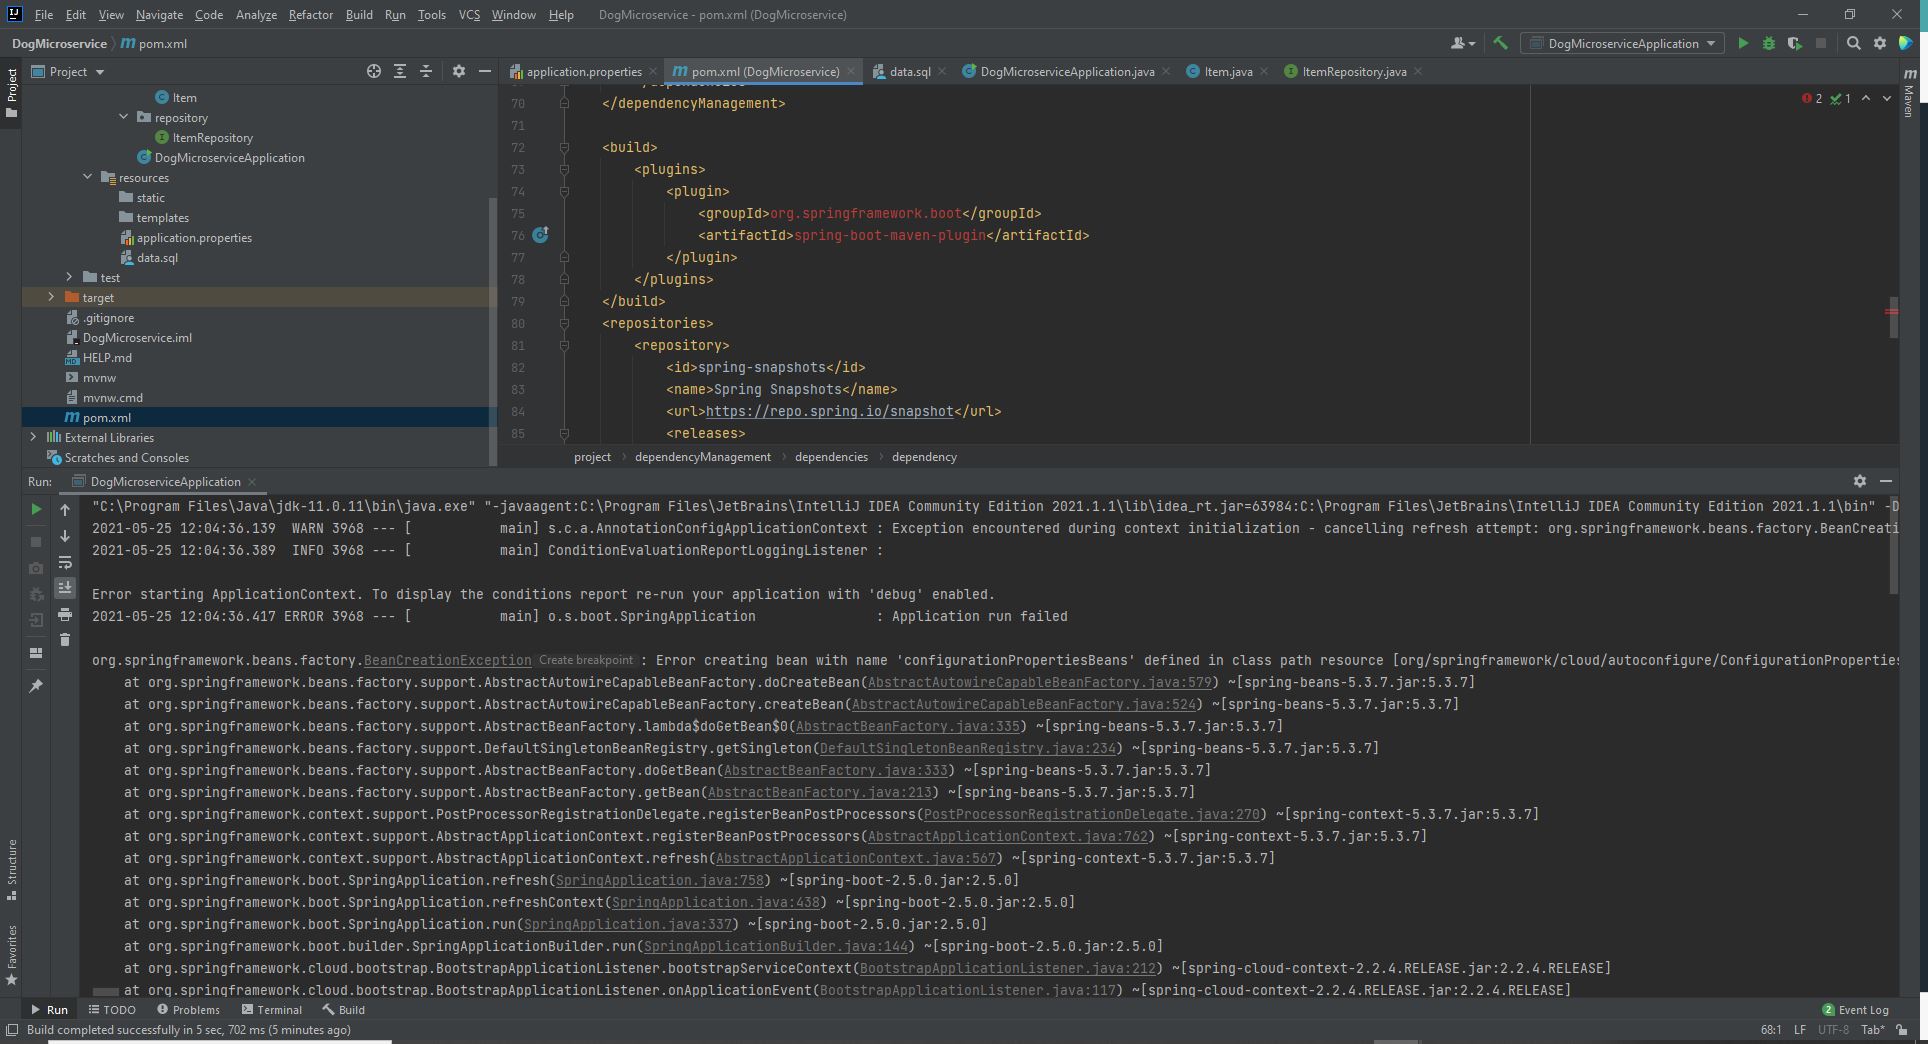 File Edit View Navigate Code Analyze Refactor Build Run Tools VCS Window Help DogMicroservice - pom.xml (DogMicroservice)
DogMicroservice pom.xml
DogMicroserviceApplication
Project
application.properties
pom.xml (DogMicroservice)
data.sql
DogMicroserviceApplication.java
Item.java
ItemRepository.java
Project
Maven
Item
repository
ItemRepository
DogMicroserviceApplication
resources
static
templates
application.properties
data.sql
test
target
.gitignore
DogMicroservice.iml
HELP.md
mvnw
mvnw.cmd
pom.xml
External Libraries
Scratches and Consoles
2 1
70 </dependencyManagement>
71
72 <build>
73 <plugins>
74 <plugin>
75 <groupId>org.springframework.boot</groupId>
76 <artifactId>spring-boot-maven-plugin</artifactId>
77 </plugin>
78 </plugins>
79 </build>
80 <repositories>
81 <repository>
82 <id>spring-snapshots</id>
83 <name>Spring Snapshots</name>
84 <url>https://repo.spring.io/snapshot</url>
85 <releases>
project dependencyManagement dependencies dependency
Run: DogMicroserviceApplication
"C:\Program Files\Java\jdk-11.0.11\bin\java.exe" "-javaagent:C:\Program Files\JetBrains\IntelliJ IDEA Community Edition 2021.1.1\lib\idea_rt.jar=63984:C:\Program Files\JetBrains\IntelliJ IDEA Community Edition 2021.1.1\bin" -D
2021-05-25 12:04:36.139 WARN 3968 --- [ main] s.c.a.AnnotationConfigApplicationContext : Exception encountered during context initialization - cancelling refresh attempt: org.springframework.beans.factory.BeanCreati
2021-05-25 12:04:36.389 INFO 3968 --- [ main] ConditionEvaluationReportLoggingListener :
Error starting ApplicationContext. To display the conditions report re-run your application with 'debug' enabled.
2021-05-25 12:04:36.417 ERROR 3968 --- [ main] o.s.boot.SpringApplication : Application run failed
org.springframework.beans.factory.BeanCreationException Create breakpoint : Error creating bean with name 'configurationPropertiesBeans' defined in class path resource [org/springframework/cloud/autoconfigure/ConfigurationProperties
at org.springframework.beans.factory.support.AbstractAutowireCapableBeanFactory.doCreateBean(AbstractAutowireCapableBeanFactory.java:579) ~[spring-beans-5.3.7.jar:5.3.7]
at org.springframework.beans.factory.support.AbstractAutowireCapableBeanFactory.createBean(AbstractAutowireCapableBeanFactory.java:524) ~[spring-beans-5.3.7.jar:5.3.7]
at org.springframework.beans.factory.support.AbstractBeanFactory.lambda$doGetBean$0(AbstractBeanFactory.java:335) ~[spring-beans-5.3.7.jar:5.3.7]
at org.springframework.beans.factory.support.DefaultSingletonBeanRegistry.getSingleton(DefaultSingletonBeanRegistry.java:234) ~[spring-beans-5.3.7.jar:5.3.7]
at org.springframework.beans.factory.support.AbstractBeanFactory.doGetBean(AbstractBeanFactory.java:333) ~[spring-beans-5.3.7.jar:5.3.7]
at org.springframework.beans.factory.support.AbstractBeanFactory.getBean(AbstractBeanFactory.java:213) ~[spring-beans-5.3.7.jar:5.3.7]
at org.springframework.context.support.PostProcessorRegistrationDelegate.registerBeanPostProcessors(PostProcessorRegistrationDelegate.java:270) ~[spring-context-5.3.7.jar:5.3.7]
at org.springframework.context.support.AbstractApplicationContext.registerBeanPostProcessors(AbstractApplicationContext.java:762) ~[spring-context-5.3.7.jar:5.3.7]
at org.springframework.context.support.AbstractApplicationContext.refresh(AbstractApplicationContext.java:567) ~[spring-context-5.3.7.jar:5.3.7]
at org.springframework.boot.SpringApplication.refresh(SpringApplication.java:758) ~[spring-boot-2.5.0.jar:2.5.0]
at org.springframework.boot.SpringApplication.refreshContext(SpringApplication.java:438) ~[spring-boot-2.5.0.jar:2.5.0]
at org.springframework.boot.SpringApplication.run(SpringApplication.java:337) ~[spring-boot-2.5.0.jar:2.5.0]
at org.springframework.boot.builder.SpringApplicationBuilder.run(SpringApplicationBuilder.java:144) ~[spring-boot-2.5.0.jar:2.5.0]
at org.springframework.cloud.bootstrap.BootstrapApplicationListener.bootstrapServiceContext(BootstrapApplicationListener.java:212) ~[spring-cloud-context-2.2.4.RELEASE.jar:2.2.4.RELEASE]
at org.springframework.cloud.bootstrap.BootstrapApplicationListener.onApplicationEvent(BootstrapApplicationListener.java:117) ~[spring-cloud-context-2.2.4.RELEASE.jar:2.2.4.RELEASE]
Structure
Favorites
Run TODO Problems Terminal Build 2 Event Log
Build completed successfully in 5 sec, 702 ms (5 minutes ago) 68:1 LF UTF-8 Tab*